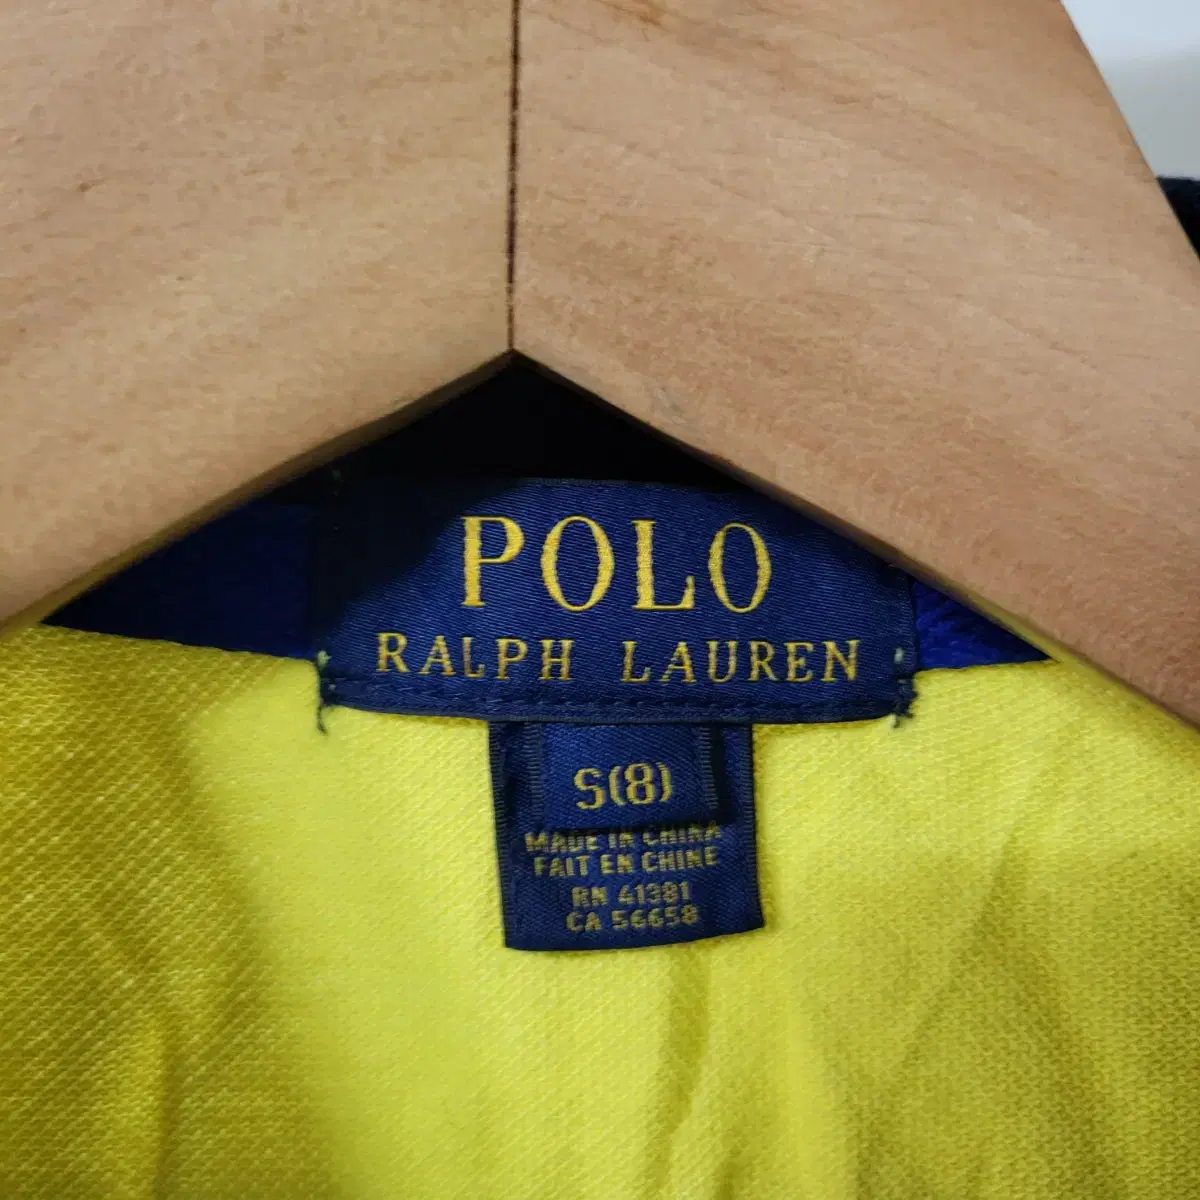 POLO
RALPH LAUREN
S(8)
MADE IN CHINA
FAIT EN CHINE
RN 41381
CA 56658